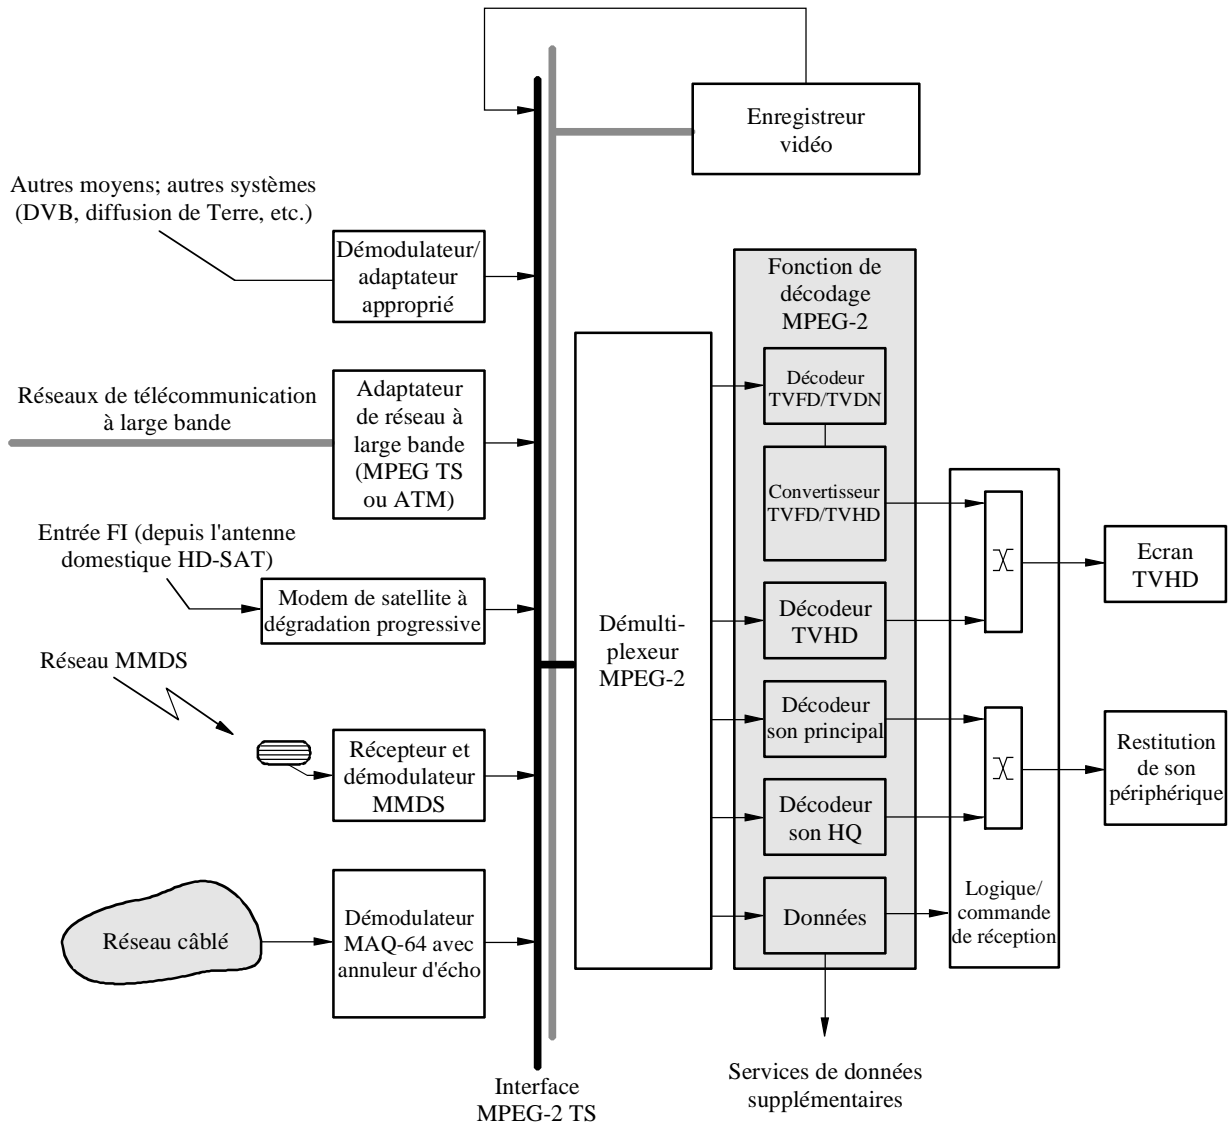 Enregistreur
vidéo
Autres moyens; autres systèmes
(DVB, diffusion de Terre, etc.)
Démodulateur/
adaptateur
approprié
Fonction de
décodage
MPEG-2
Réseaux de télécommunication
à large bande
Adaptateur
de réseau à
large bande
(MPEG TS
ou ATM)
Décodeur
TVFD/TVDN
Convertisseur
TVFD/TVHD
Entrée FI (depuis l'antenne
domestique HD-SAT)
Modem de satellite à
dégradation progressive
Démulti-
plexeur
MPEG-2
Décodeur
TVHD
Ecran
TVHD
Réseau MMDS
Récepteur et
démodulateur
MMDS
Décodeur
son principal
Décodeur
son HQ
Restitution
de son
périphérique
Réseau câblé
Démodulateur
MAQ-64 avec
annuleur d'écho
Données
Logique/
commande
de réception
Interface
MPEG-2 TS
Services de données
supplémentaires